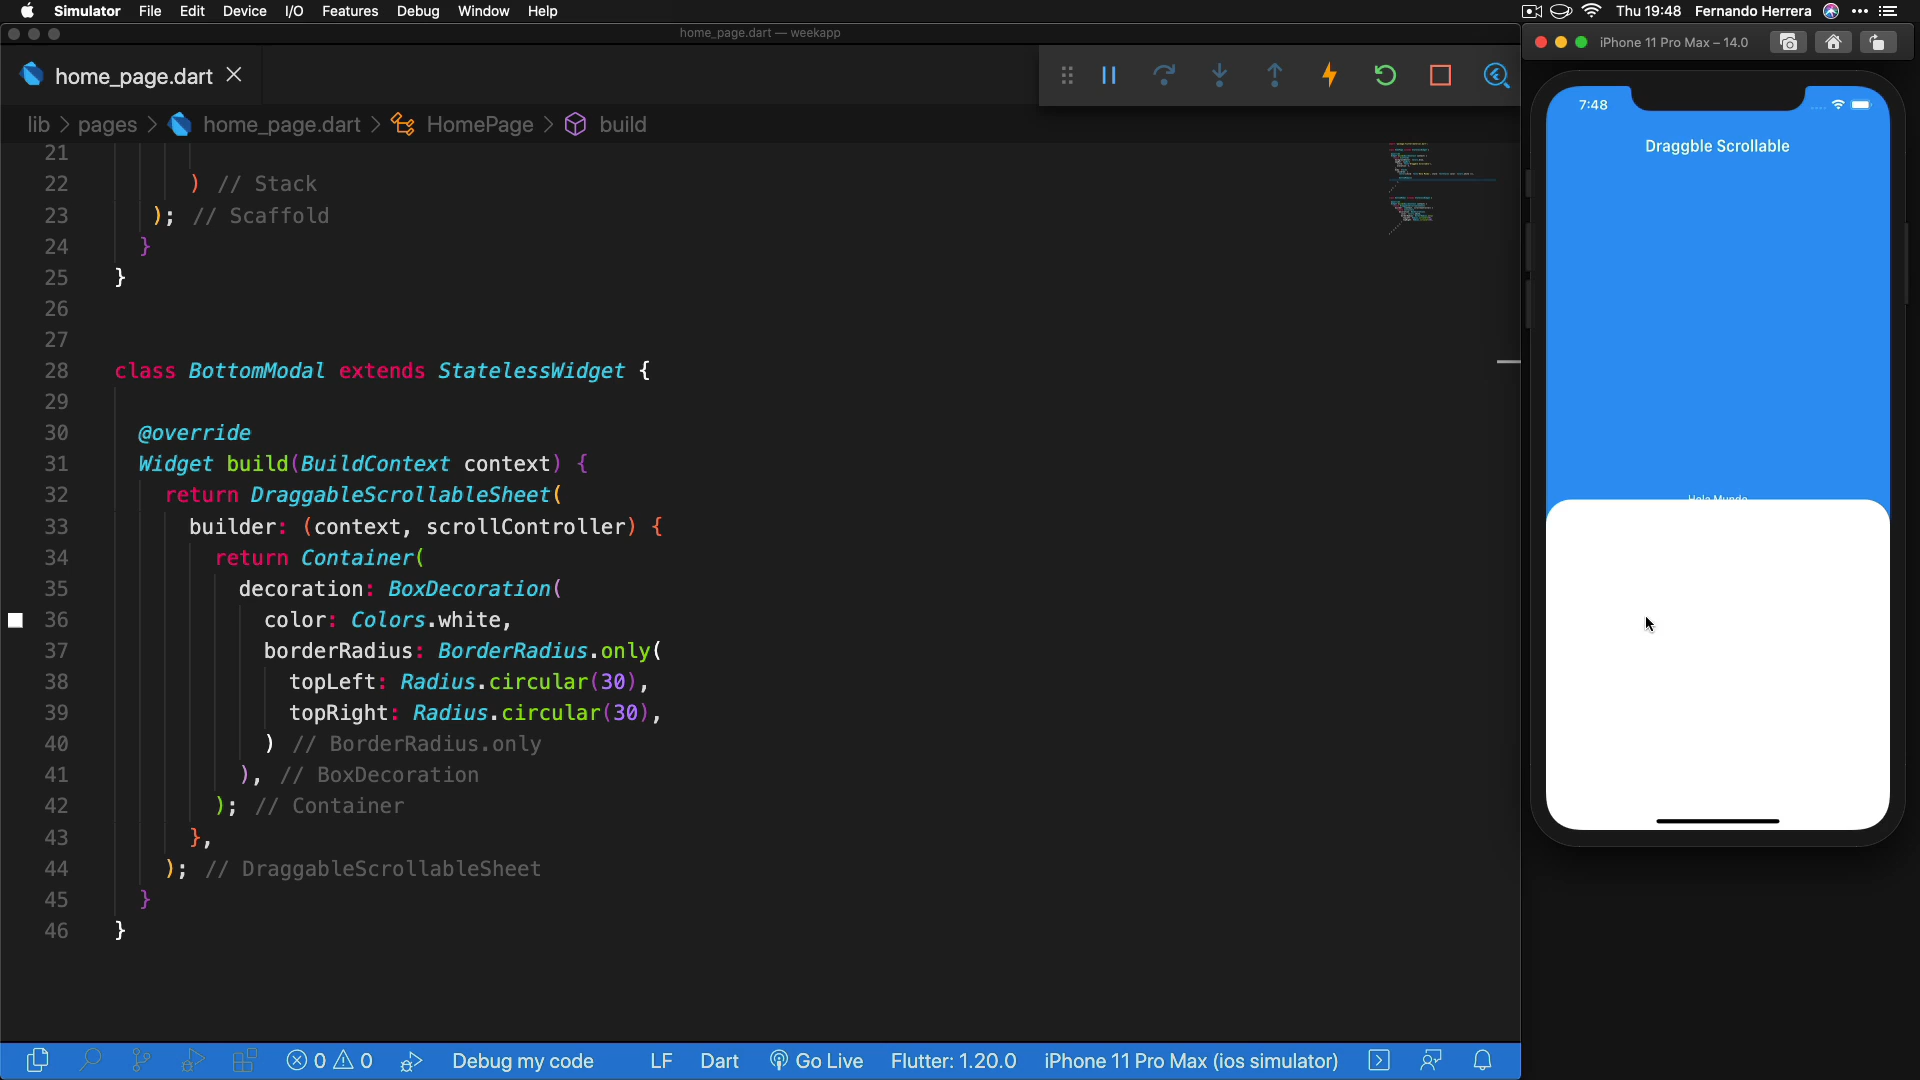 Simulator File Edit Device I/O Features Debug Window Help
Thu 19:48 Fernando Herrera
home_page.dart — weekapp
iPhone 11 Pro Max – 14.0
home_page.dart
lib > pages > home_page.dart > HomePage > build
21
22 ) // Stack
23 ); // Scaffold
24 }
25 }
26
27
28 class BottomModal extends StatelessWidget {
29
30 @override
31 Widget build(BuildContext context) {
32 return DraggableScrollableSheet(
33 builder: (context, scrollController) {
34 return Container(
35 decoration: BoxDecoration(
36 color: Colors.white,
37 borderRadius: BorderRadius.only(
38 topLeft: Radius.circular(30),
39 topRight: Radius.circular(30),
40 ) // BorderRadius.only
41 ), // BoxDecoration
42 ); // Container
43 },
44 ); // DraggableScrollableSheet
45 }
46 }
7:48
Draggble Scrollable
Hola Mundo
0 0 Debug my code LF Dart Go Live Flutter: 1.20.0 iPhone 11 Pro Max (ios simulator)